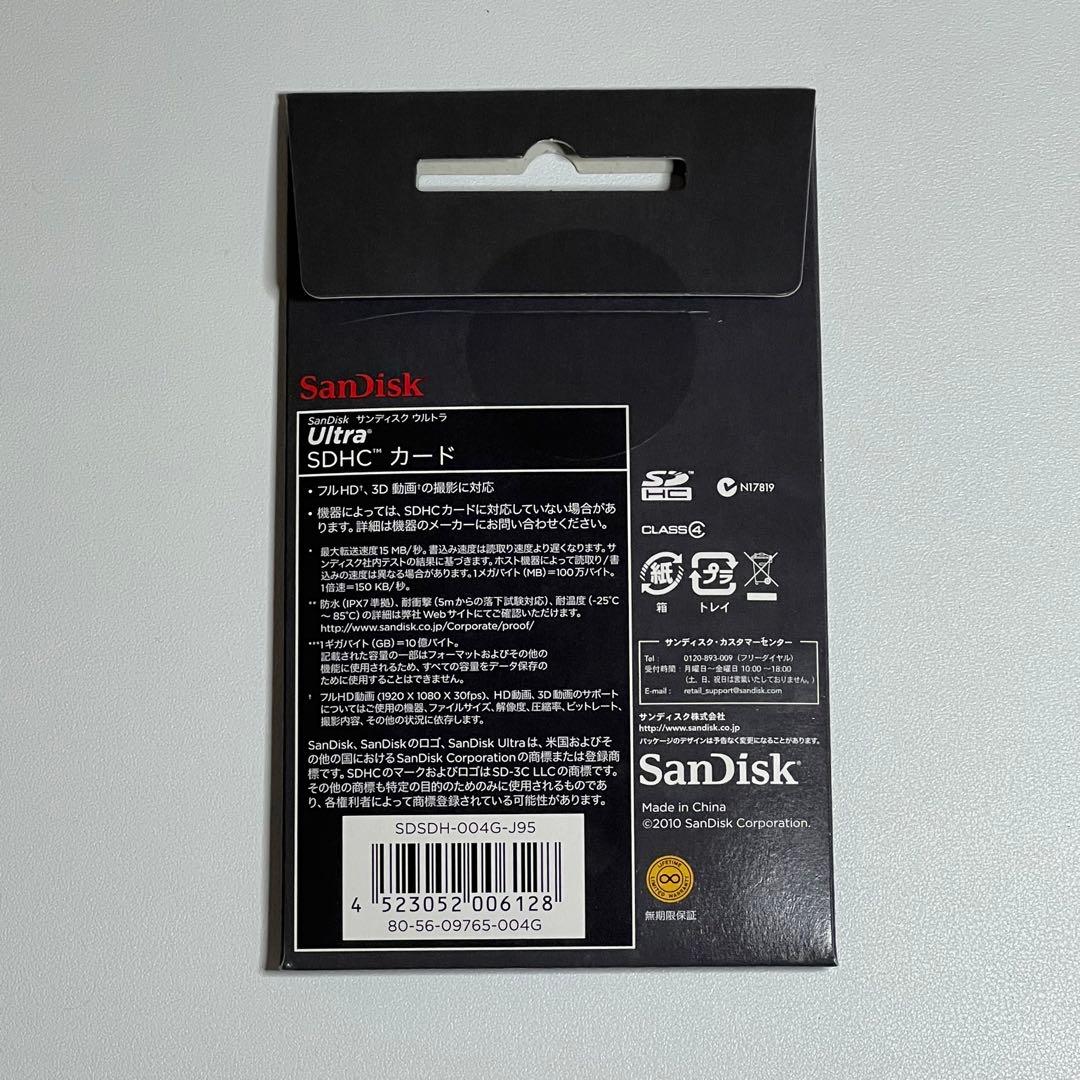 SanDisk
SanDisk サンディスク ウルトラ
Ultra®
SDHC™ カード
・フルHD†、3D 動画†の撮影に対応
・機器によっては、SDHCカードに対応していない場合があ
ります。詳細は機器のメーカーにお問い合わせください。
* 最大転送速度15 MB/秒。書込み速度は読取り速度より遅くなります。サ
ンディスク社内テストの結果に基づきます。ホスト機器によって読取り/書
込みの速度は異なる場合があります。1メガバイト(MB)=100万バイト。
1倍速=150 KB/秒。
** 防水(IPX7準拠)、耐衝撃(5mからの落下試験対応)、耐温度(-25°C
~ 85°C)の詳細は弊社Webサイトにてご確認いただけます。
http://www.sandisk.co.jp/Corporate/proof/
***1ギガバイト(GB)=10億バイト。
記載された容量の一部はフォーマットおよびその他の
機能に使用されるため、すべての容量をデータ保存の
ために使用することはできません。
† フルHD動画(1920 X 1080 X 30fps)、HD動画、3D動画のサポート
についてはご使用の機器、ファイルサイズ、解像度、圧縮率、ビットレート、
撮影内容、その他の状況に依存します。
SanDisk、SanDiskのロゴ、SanDisk Ultraは、米国およびそ
の他の国におけるSanDisk Corporationの商標または登録商
標です。SDHCのマークおよびロゴはSD-3C LLCの商標です。
その他の商標も特定の目的のためのみに使用されるものであ
り、各権利者によって商標登録されている可能性があります。
SDSDH-004G-J95
4 523052 006128
80-56-09765-004G
SD HC™
N17819
CLASS④
紙 プラ
箱 トレイ
サンディスク・カスタマーセンター
Tel : 0120-893-009 (フリーダイヤル)
受付時間 : 月曜日~金曜日 10:00 ~18:00
(土、日、祝日は営業いたしておりません。)
E-mail : retail_support@sandisk.com
サンディスク株式会社
http://www.sandisk.co.jp
パッケージのデザインは予告なく変更になることがあります。
SanDisk®
Made in China
©2010 SanDisk Corporation.
LIFETIME
LIMITED WARRANTY
無期限保証